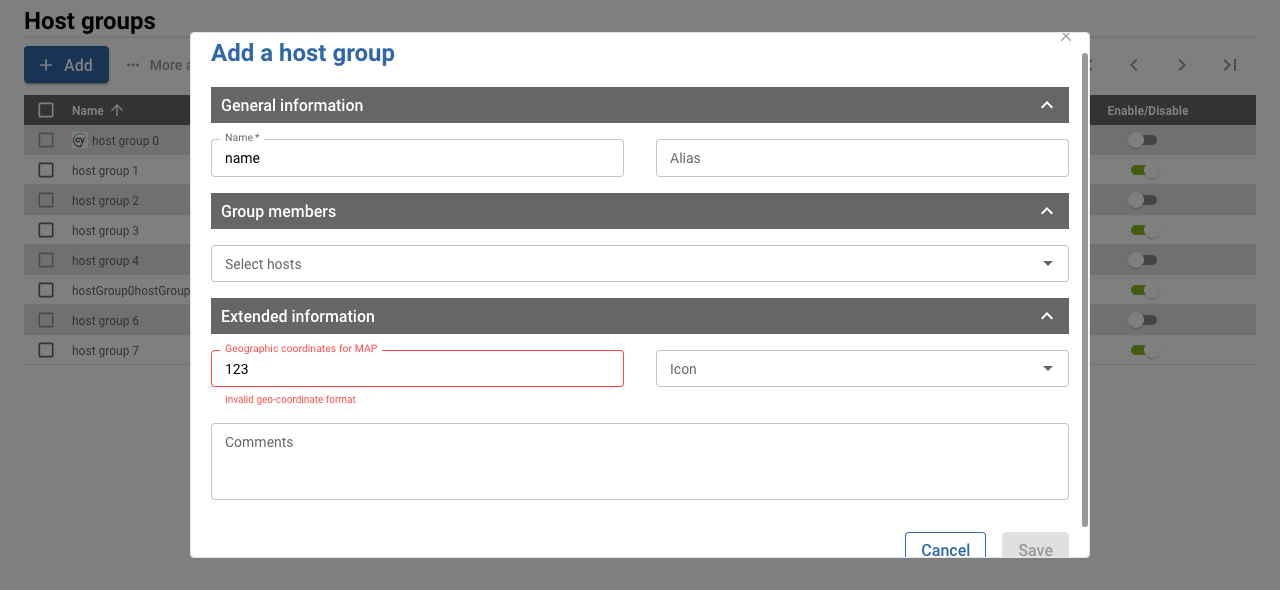 Host groups
Add a host group
Add
More a
General information
Name
Enable/Disable
Name *
host group 0
name
Alias
host group 1
host group 2
Group members
host group 3
host group 4
Select hosts
hostGroup0hostGroup
Extended information
host group 6
host group 7
Geographic coordinates for MAP
123
Icon
Invalid geo-coordinate format
Comments
Cancel
Save